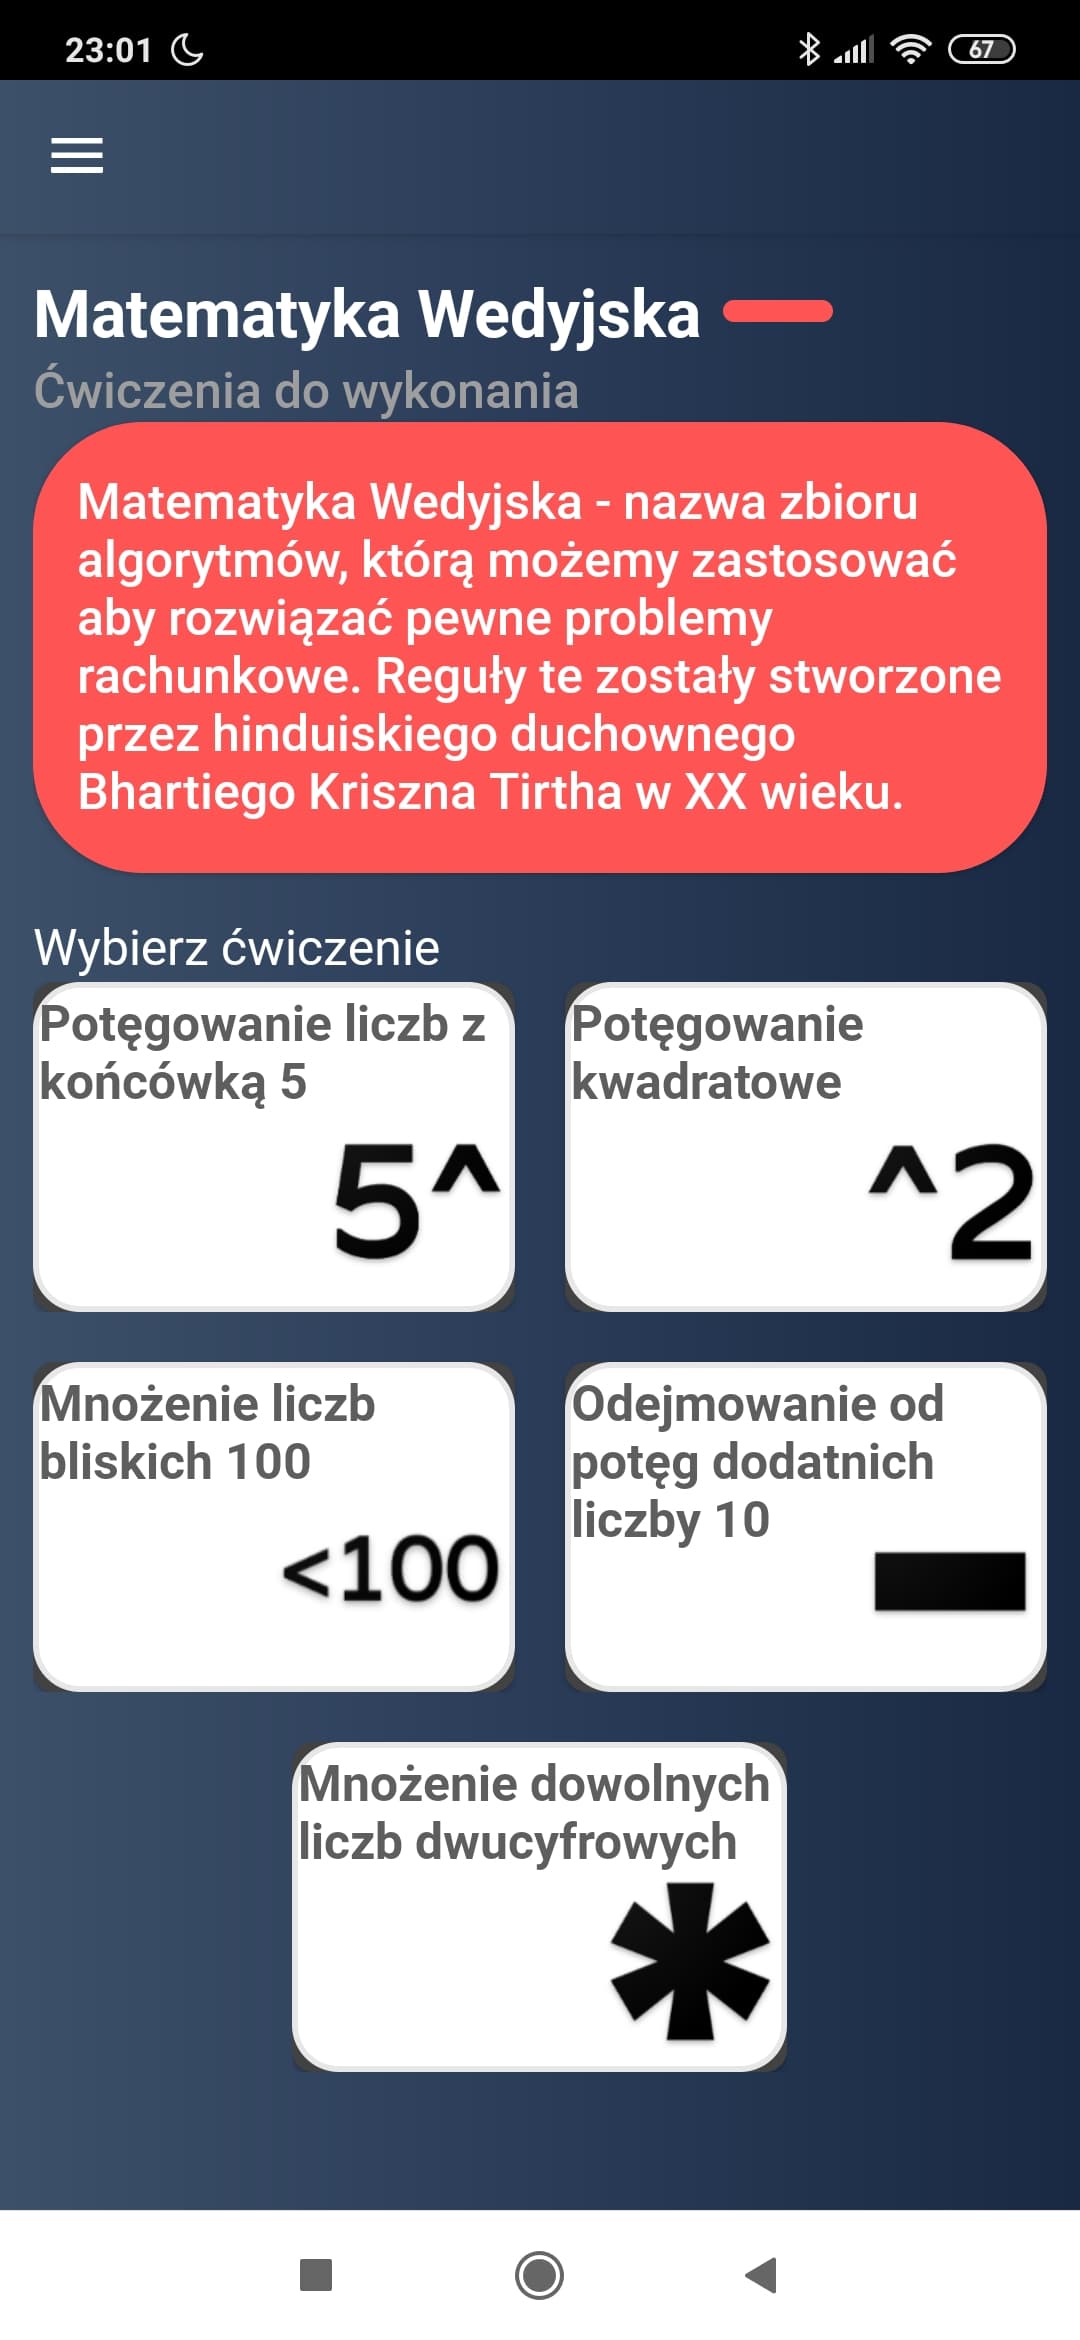 23:01
67
Matematyka Wedyjska
Ćwiczenia do wykonania
Matematyka Wedyjska - nazwa zbioru
algorytmów, którą możemy zastosować
aby rozwiązać pewne problemy
rachunkowe. Reguły te zostały stworzone
przez hinduiskiego duchownego
Bhartiego Kriszna Tirtha w XX wieku.
Wybierz ćwiczenie
Potęgowanie liczb z
końcówką 5
5^
Potęgowanie
kwadratowe
^2
Mnożenie liczb
bliskich 100
<100
Odejmowanie od
potęg dodatnich
liczby 10
Mnożenie dowolnych
liczb dwucyfrowych
*